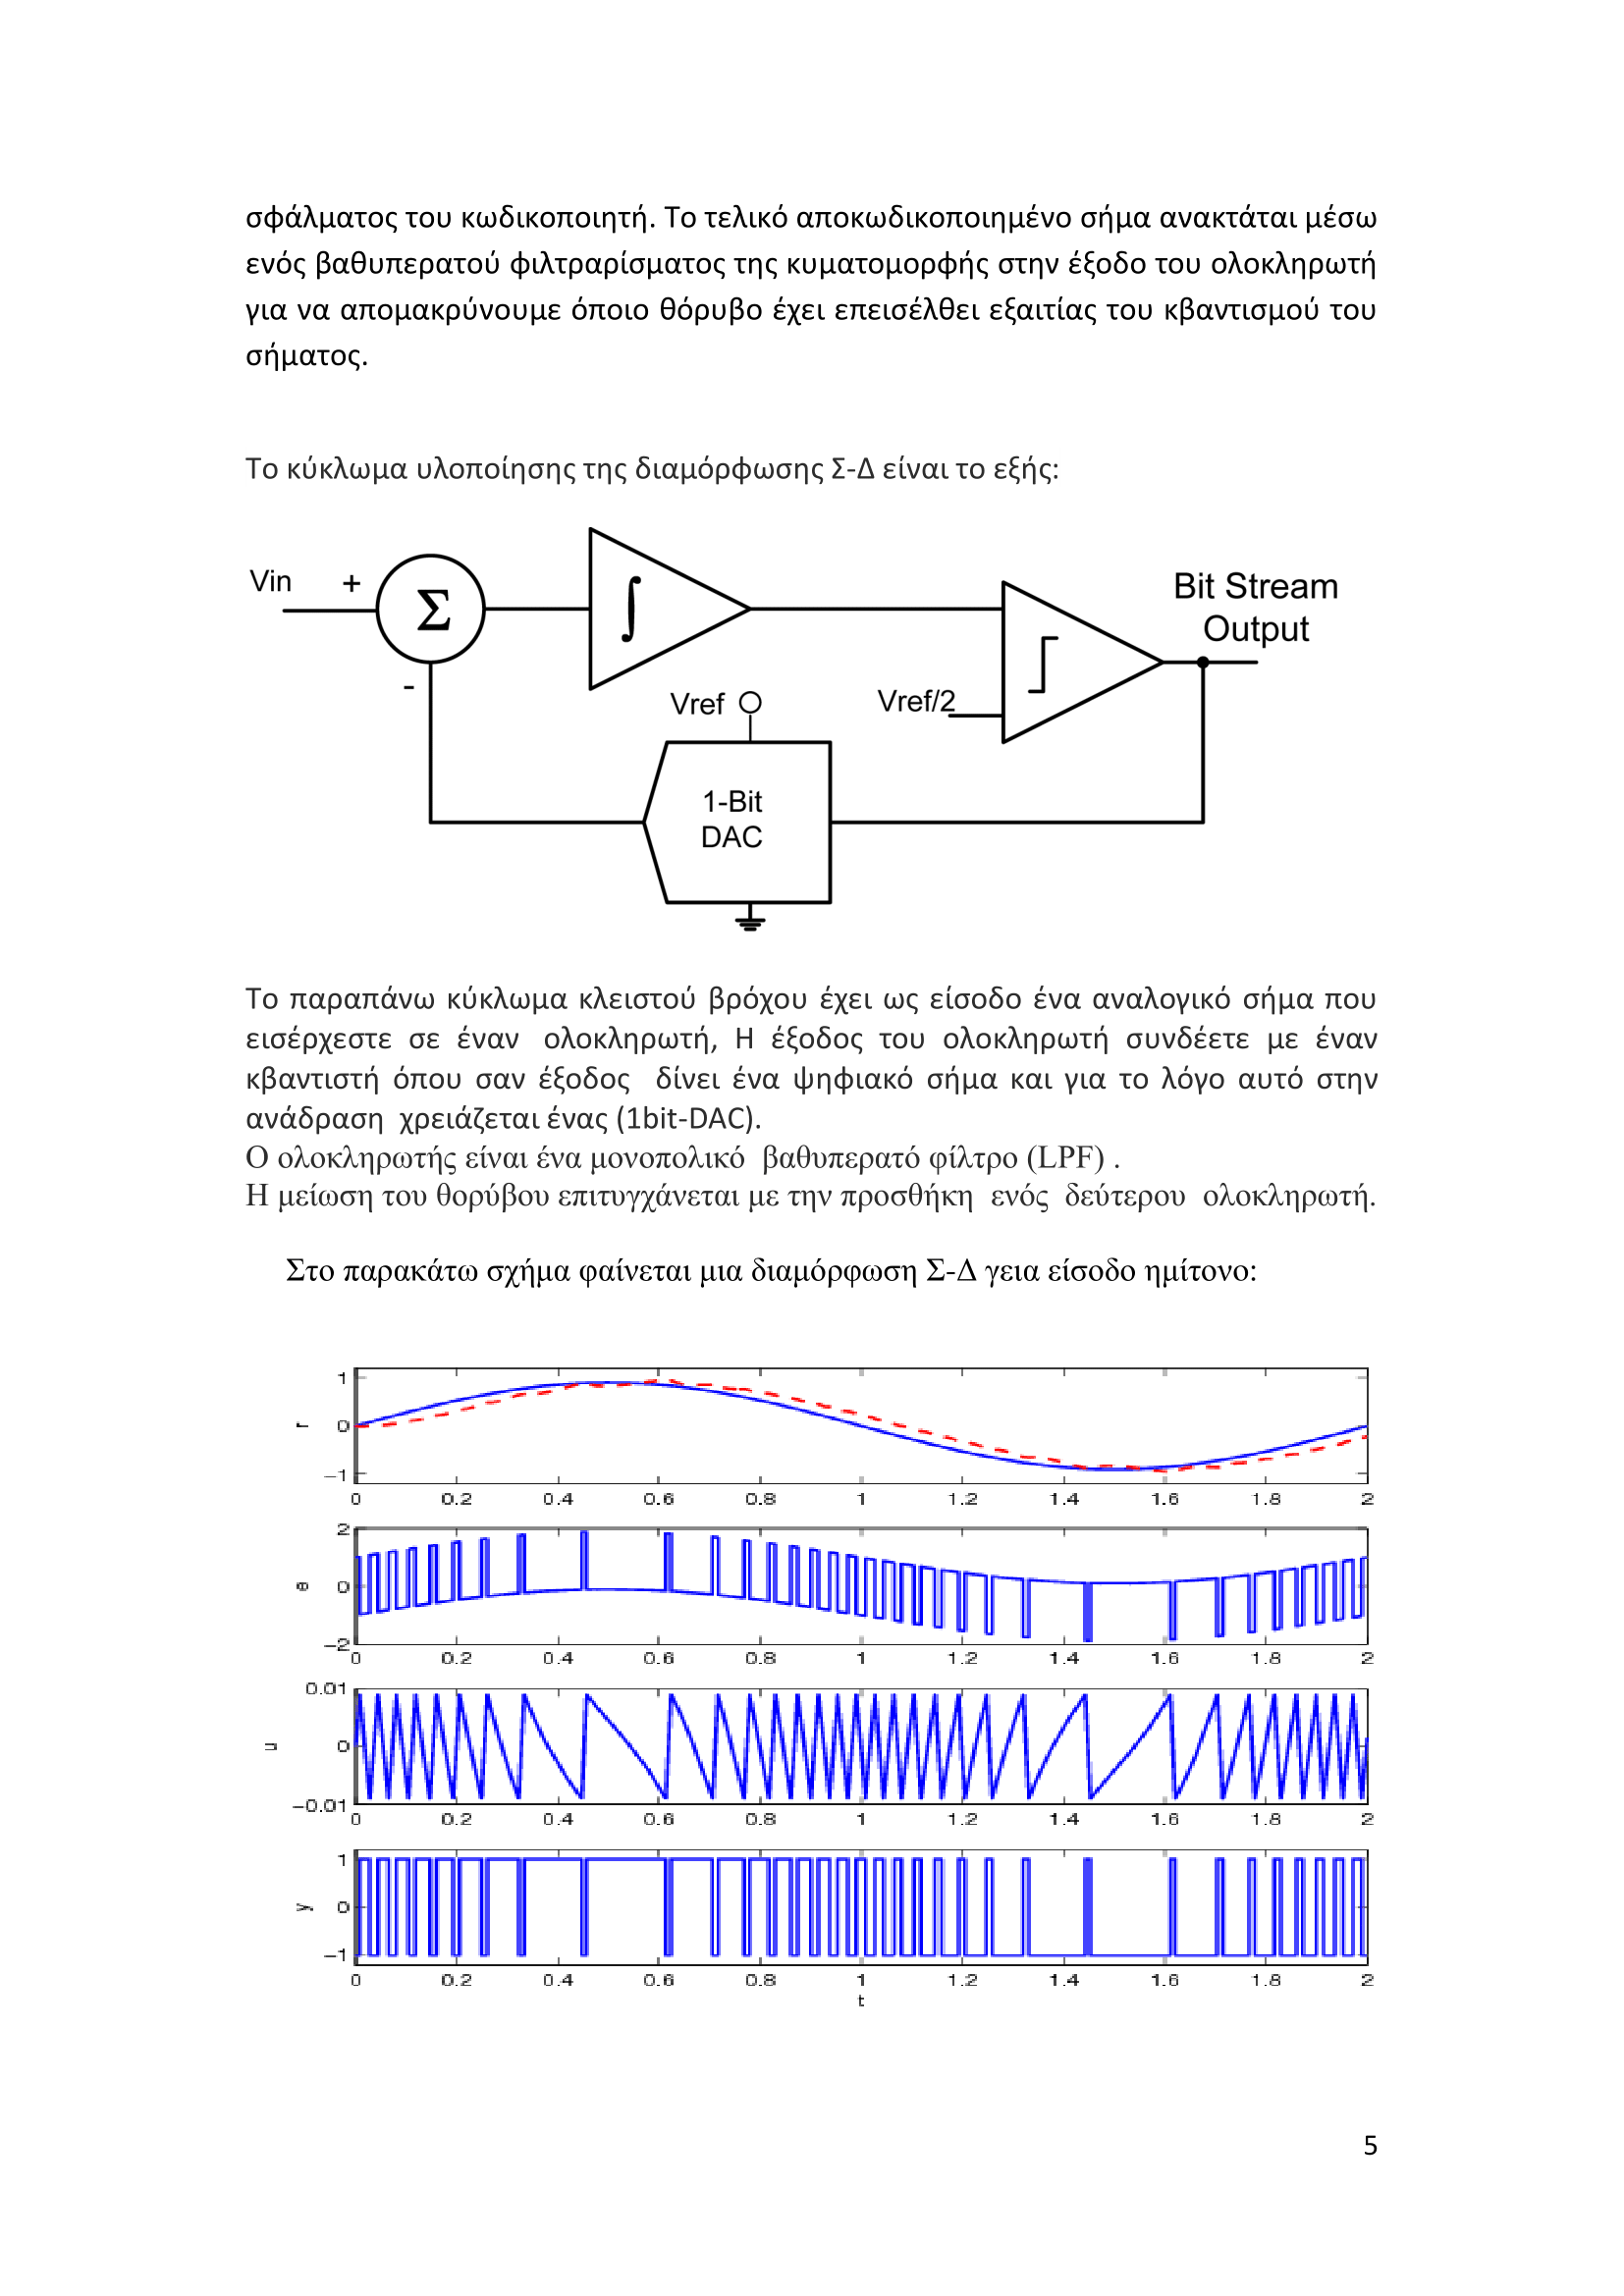 σφάλματος του κωδικοποιητή. Το τελικό αποκωδικοποιημένο σήμα ανακτάται μέσω
ενός βαθυπερατού φιλτραρίσματος της κυματομορφής στην έξοδο του ολοκληρωτή
για να απομακρύνουμε όποιο θόρυβο έχει επεισέλθει εξαιτίας του κβαντισμού του
σήματος.
Το κύκλωμα υλοποίησης της διαμόρφωσης Σ-Δ είναι το εξής:
Vin + Σ ∫ Bit Stream
Output
-
Vref Vref/2
1-Bit
DAC
Το παραπάνω κύκλωμα κλειστού βρόχου έχει ως είσοδο ένα αναλογικό σήμα που
εισέρχεστε σε έναν ολοκληρωτή, Η έξοδος του ολοκληρωτή συνδέετε με έναν
κβαντιστή όπου σαν έξοδος δίνει ένα ψηφιακό σήμα και για το λόγο αυτό στην
ανάδραση χρειάζεται ένας (1bit-DAC).
Ο ολοκληρωτής είναι ένα μονοπολικό βαθυπερατό φίλτρο (LPF) .
Η μείωση του θορύβου επιτυγχάνεται με την προσθήκη ενός δεύτερου ολοκληρωτή.
Στο παρακάτω σχήμα φαίνεται μια διαμόρφωση Σ-Δ γεια είσοδο ημίτονο:
1
r 0
−1
0 0.2 0.4 0.6 0.8 1 1.2 1.4 1.6 1.8 2
2
e 0
−2
0 0.2 0.4 0.6 0.8 1 1.2 1.4 1.6 1.8 2
0.01
u 0
−0.01
0 0.2 0.4 0.6 0.8 1 1.2 1.4 1.6 1.8 2
1
y 0
−1
0 0.2 0.4 0.6 0.8 1 1.2 1.4 1.6 1.8 2
t
5